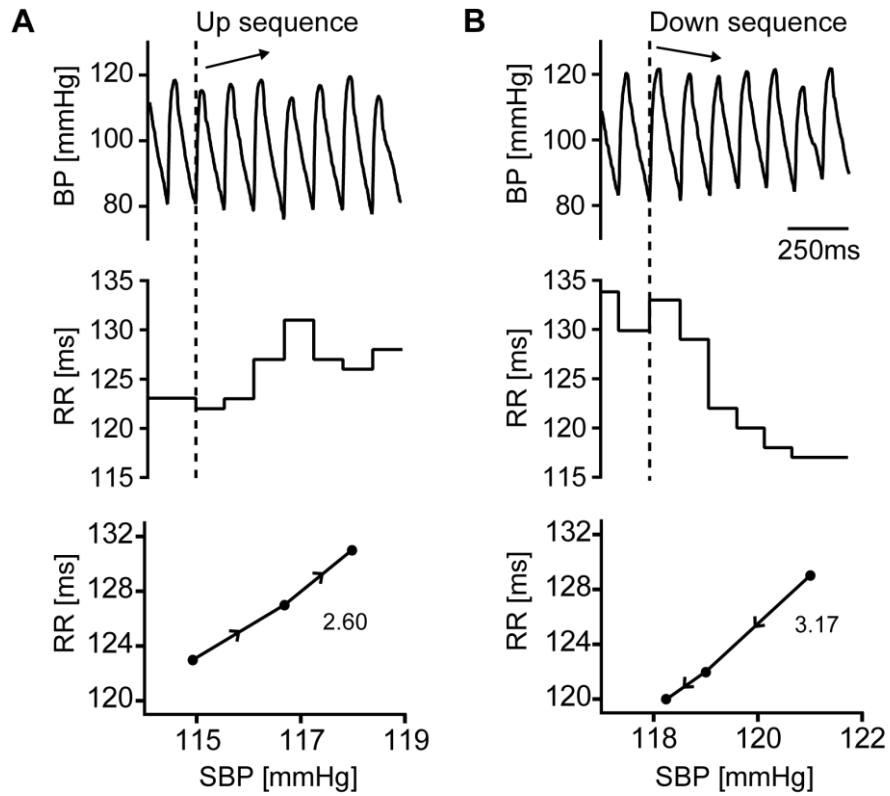 A
Up sequence
BP [mmHg]
120
100
80
RR [ms]
135
130
125
120
115
RR [ms]
132
128
124
120
2.60
115
117
119
SBP [mmHg]
B
Down sequence
BP [mmHg]
120
100
80
250ms
RR [ms]
135
130
125
120
115
RR [ms]
132
128
124
120
3.17
118
120
122
SBP [mmHg]